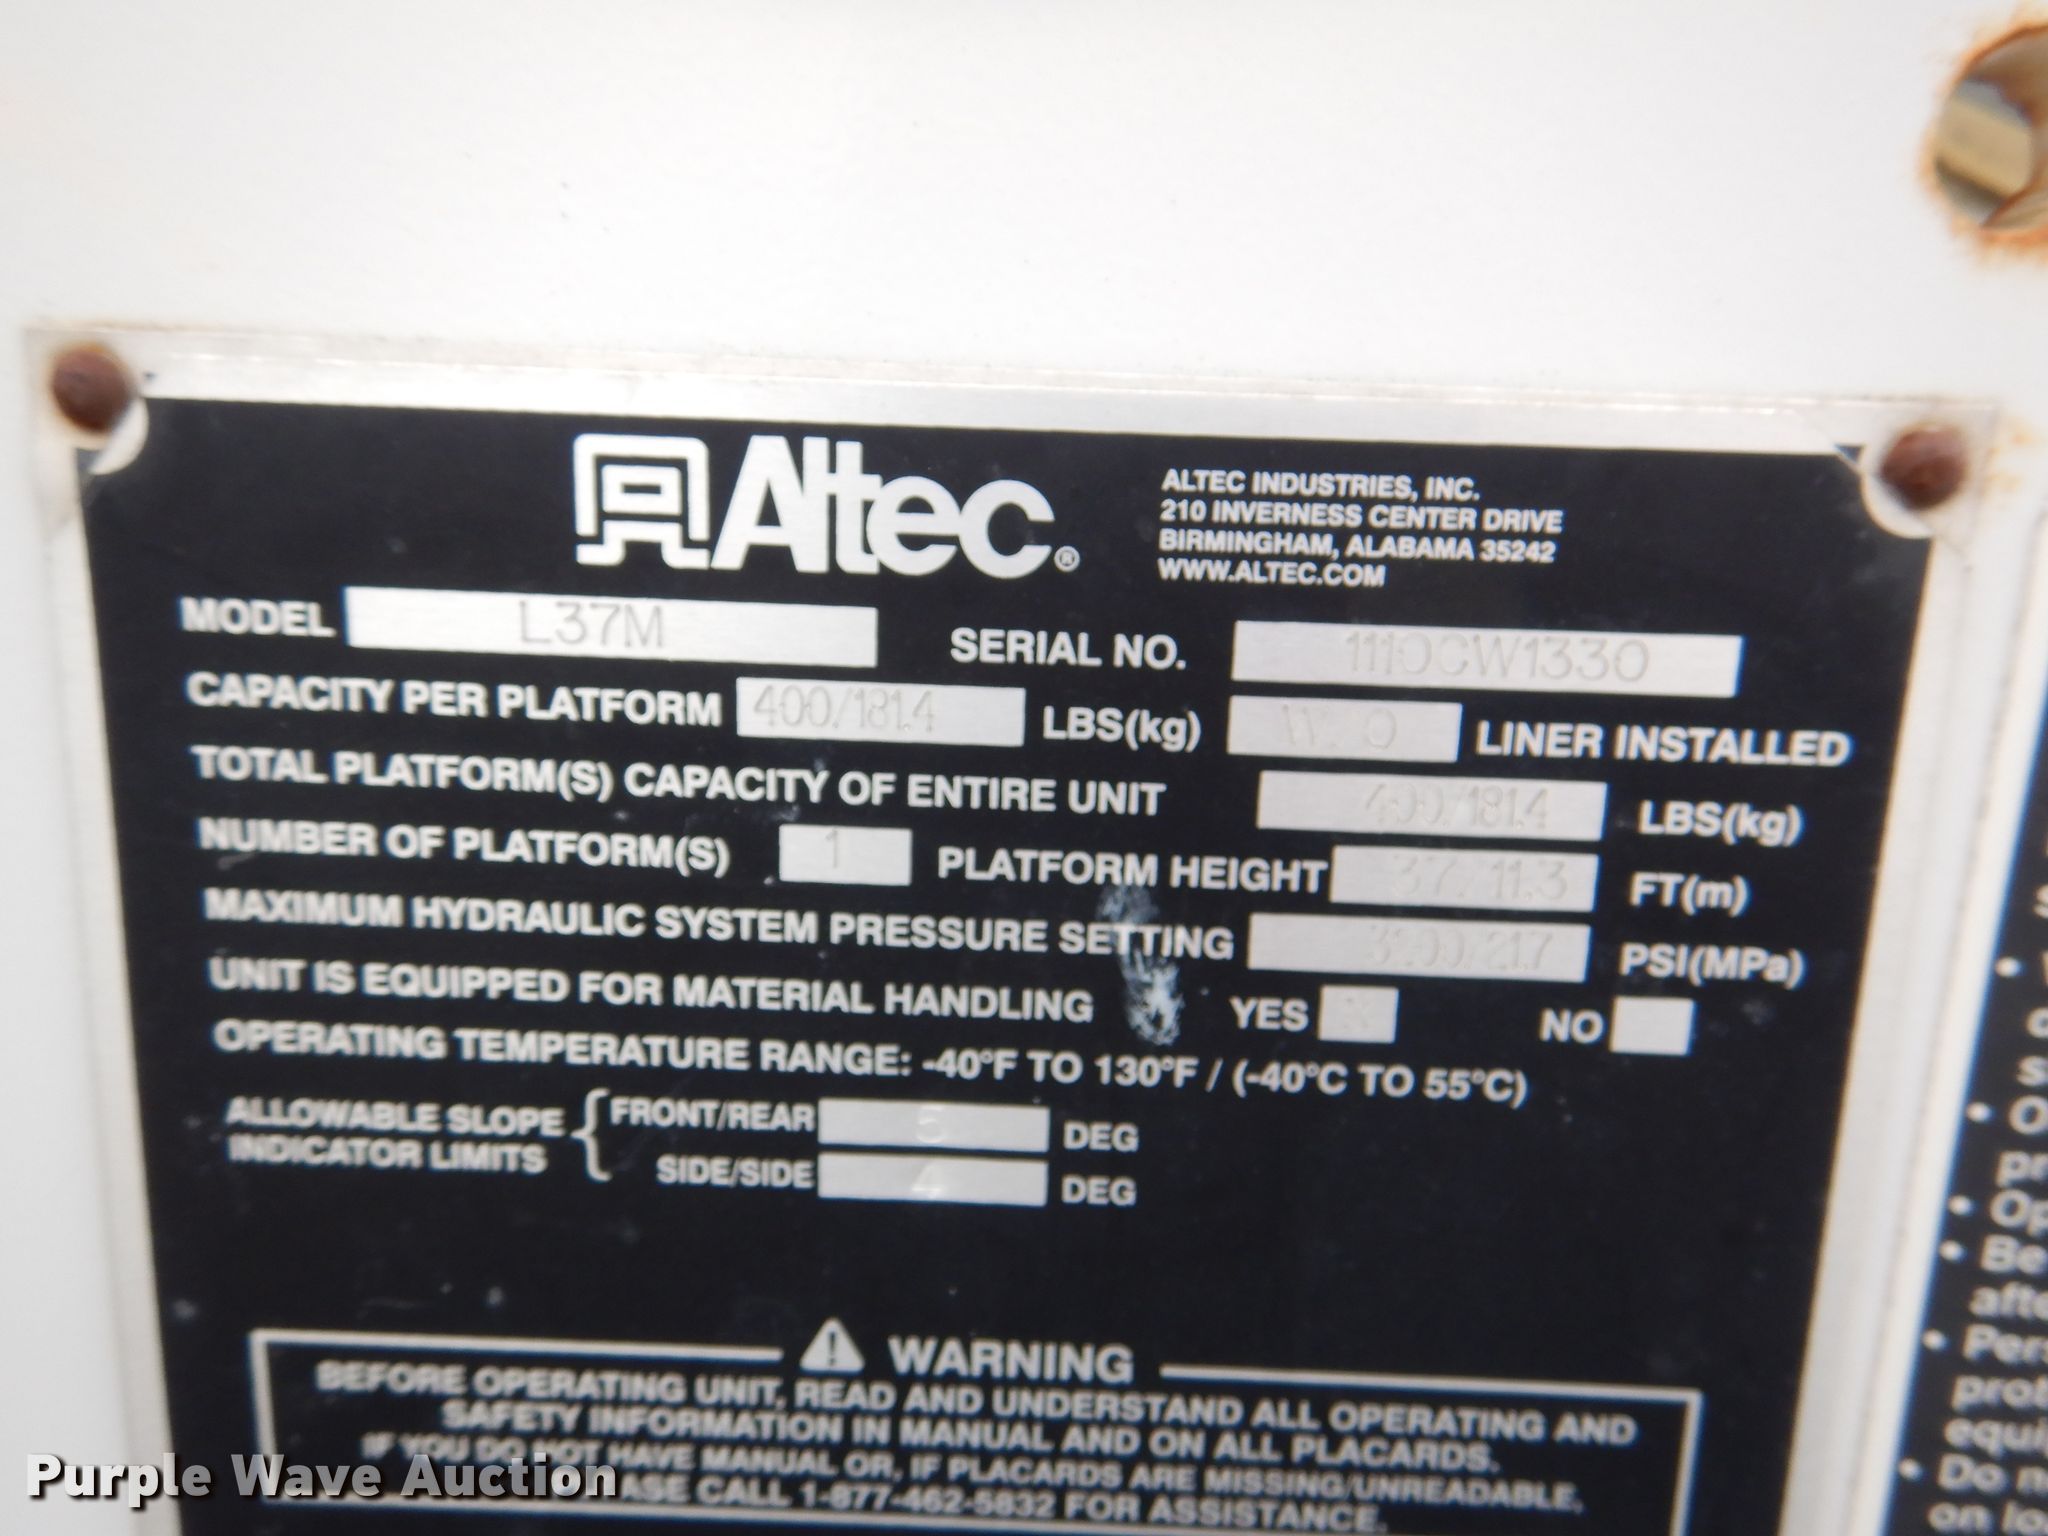 Altec®
ALTEC INDUSTRIES, INC.
210 INVERNESS CENTER DRIVE
BIRMINGHAM, ALABAMA 35242
WWW.ALTEC.COM
MODEL L37M SERIAL NO. 1110CW1330
CAPACITY PER PLATFORM 400/181.4 LBS(kg) W/O LINER INSTALLED
TOTAL PLATFORM(S) CAPACITY OF ENTIRE UNIT 400/181.4 LBS(kg)
NUMBER OF PLATFORM(S) 1 PLATFORM HEIGHT 37/11.3 FT(m)
MAXIMUM HYDRAULIC SYSTEM PRESSURE SETTING /21.7 PSI(MPa)
UNIT IS EQUIPPED FOR MATERIAL HANDLING YES X NO
OPERATING TEMPERATURE RANGE: -40°F TO 130°F / (-40°C TO 55°C)
ALLOWABLE SLOPE INDICATOR LIMITS { FRONT/REAR 5 DEG
SIDE/SIDE 4 DEG
WARNING
BEFORE OPERATING UNIT, READ AND UNDERSTAND ALL OPERATING AND
SAFETY INFORMATION IN MANUAL AND ON ALL PLACARDS.
IF YOU DO NOT HAVE MANUAL OR, IF PLACARDS ARE MISSING/UNREADABLE,
CALL 1-877-462-5832 FOR ASSISTANCE.
Purple Wave Auction